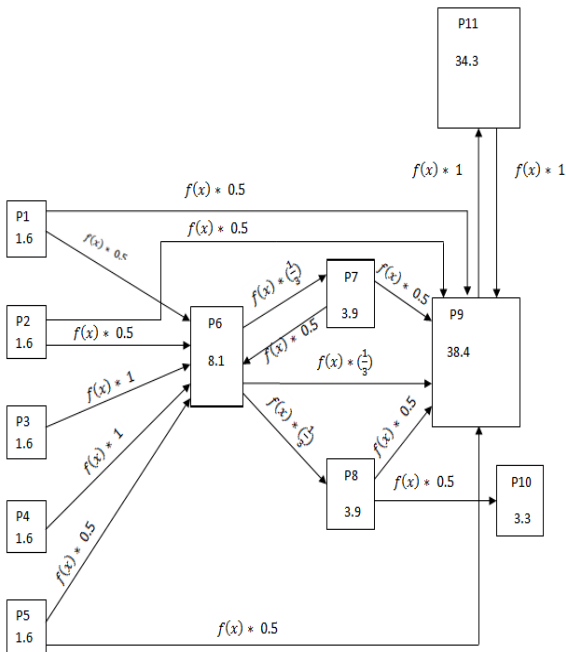 P11
34.3
f(x) * 1
f(x) * 1
f(x) * 0.5
P1
1.6
f(x) * 0.5
f(x) * 0.5
P2
1.6
f(x) * 0.5
P6
8.1
f(x) * (1/3)
P7
3.9
f(x) * 0.5
f(x) * 0.5
P9
38.4
f(x) * (1/3)
P3
1.6
f(x) * 1
f(x) * (1/3)
f(x) * 0.5
P4
1.6
f(x) * 1
P8
3.9
f(x) * 0.5
P10
3.3
f(x) * 0.5
P5
1.6
f(x) * 0.5